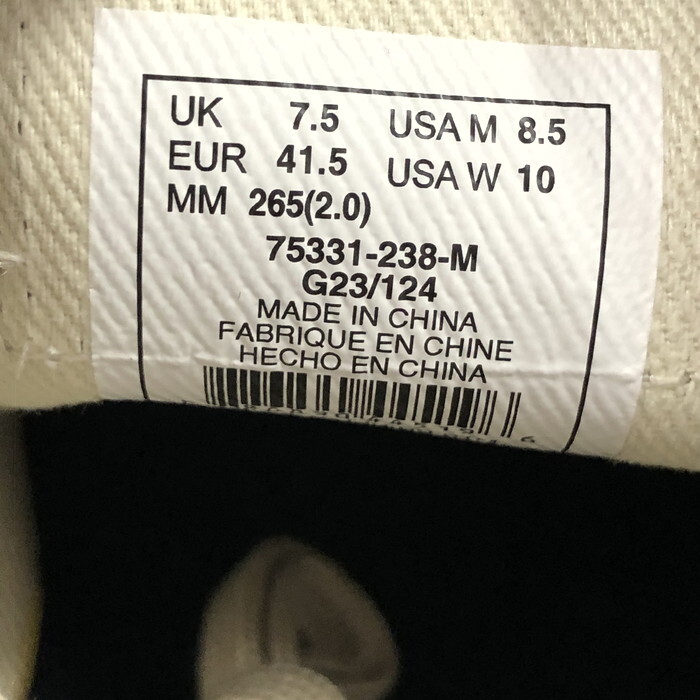 UK 7.5 USA M 8.5
EUR 41.5 USA W 10
MM 265(2.0)
75331-238-M
G23/124
MADE IN CHINA
FABRIQUE EN CHINE
HECHO EN CHINA